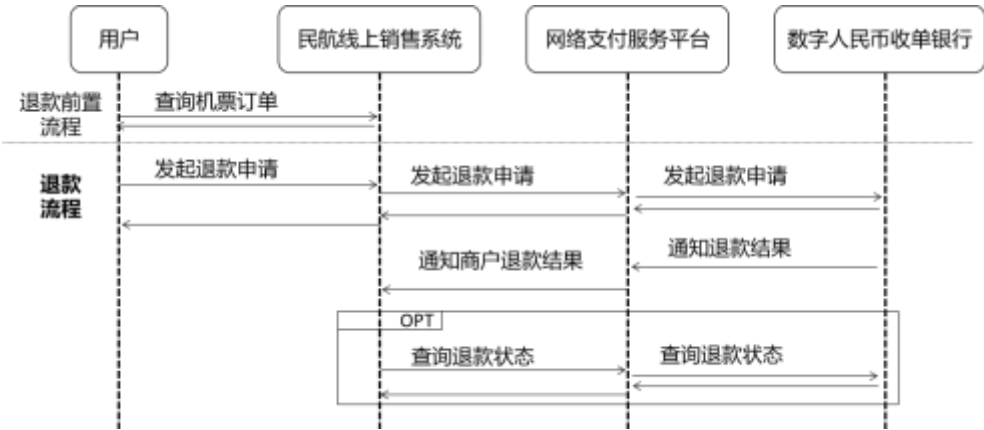 用户
民航线上销售系统
网络支付服务平台
数字人民币收单银行
退款前置
流程
查询机票订单
退款
流程
发起退款申请
发起退款申请
发起退款申请
通知商户退款结果
通知退款结果
OPT
查询退款状态
查询退款状态